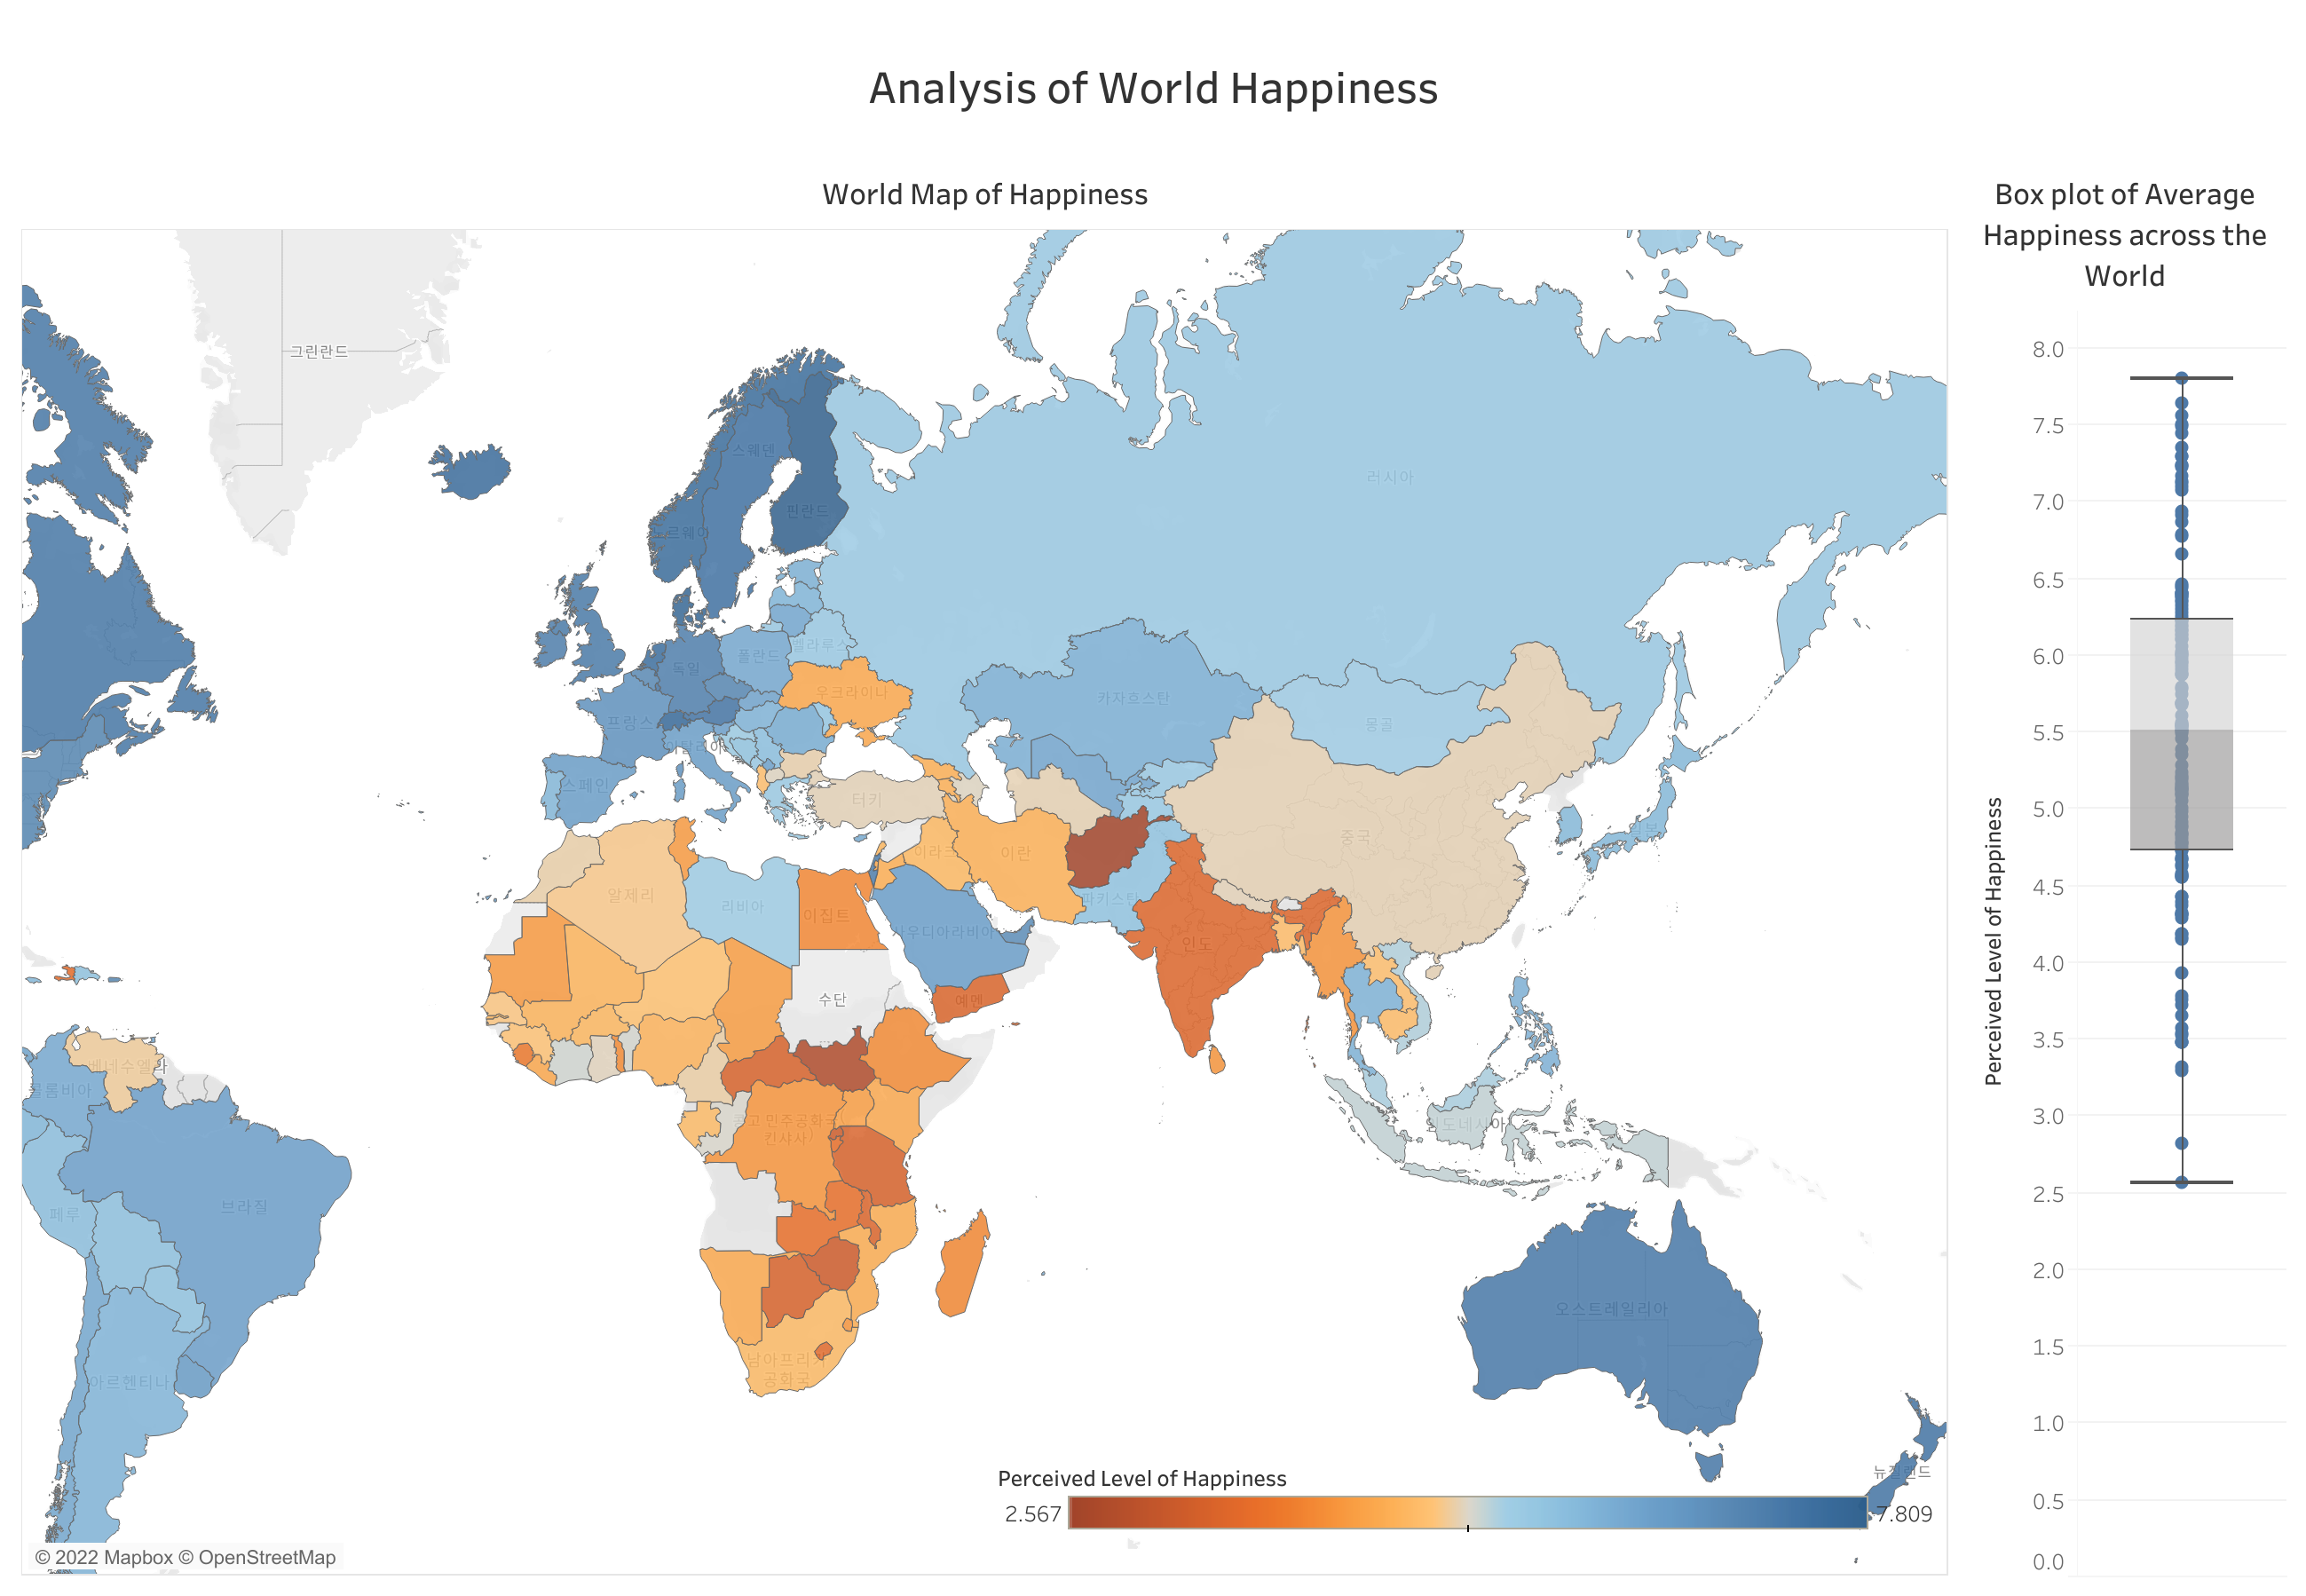 Analysis of World Happiness
World Map of Happiness
Box plot of Average
Happiness across the
World
그린란드
스웨덴
핀란드
르웨이
러시아
벨라루스
독일
폴란드
우크라이나
카자흐스탄
프랑스
몽골
이탈리아
스페인
터키
중국
일본
이라크
이란
알제리
리비아
이집트
파키스탄
사우디아라비아
인도
수단
예멘
베네수엘라
콜롬비아
콩고 민주공화국
킨샤사)
인도네시아
페루
브라질
오스트레일리아
남아프리카
공화국
아르헨티나
뉴질랜드
Perceived Level of Happiness
2.567
7.809
© 2022 Mapbox © OpenStreetMap
Perceived Level of Happiness
8.0
7.5
7.0
6.5
6.0
5.5
5.0
4.5
4.0
3.5
3.0
2.5
2.0
1.5
1.0
0.5
0.0